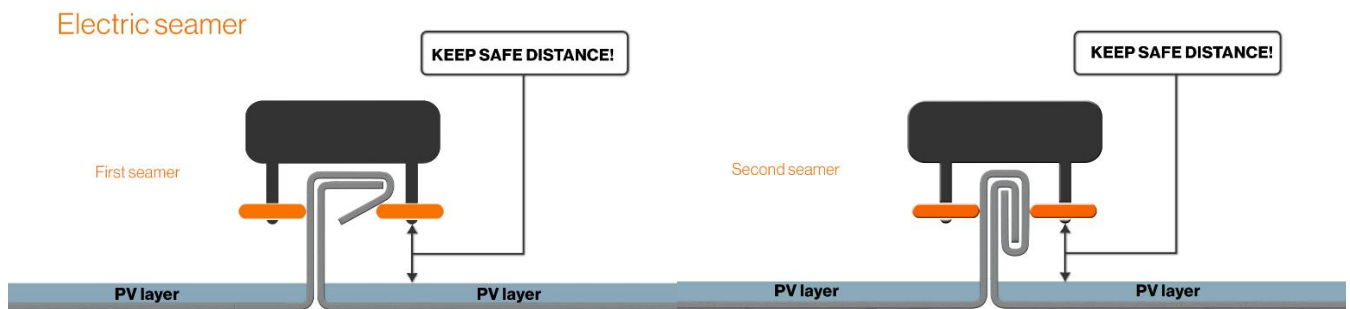 Electric seamer
KEEP SAFE DISTANCE!
First seamer
PV layer
PV layer
KEEP SAFE DISTANCE!
Second seamer
PV layer
PV layer